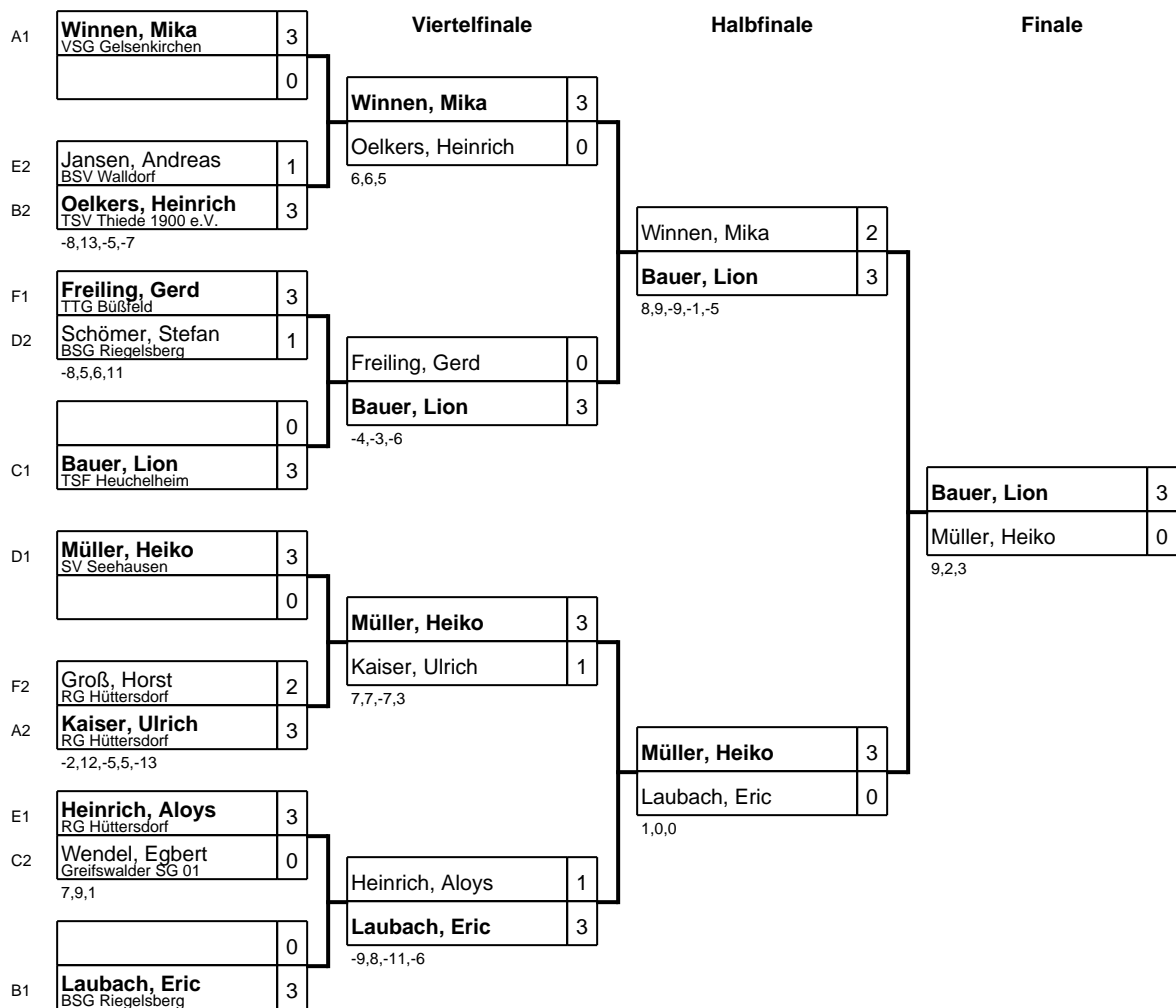 Viertelfinale
Halbfinale
Finale
A1 Winnen, Mika 3
VSG Gelsenkirchen
0
E2 Jansen, Andreas 1
BSV Walldorf
B2 Oelkers, Heinrich 3
TSV Thiede 1900 e.V.
-8,13,-5,-7
F1 Freiling, Gerd 3
TTG Büßfeld
D2 Schömer, Stefan 1
BSG Riegelsberg
-8,5,6,11
0
C1 Bauer, Lion 3
TSF Heuchelheim
D1 Müller, Heiko 3
SV Seehausen
0
F2 Groß, Horst 2
RG Hüttersdorf
A2 Kaiser, Ulrich 3
RG Hüttersdorf
-2,12,-5,5,-13
E1 Heinrich, Aloys 3
RG Hüttersdorf
C2 Wendel, Egbert 0
Greifswalder SG 01
7,9,1
0
B1 Laubach, Eric 3
BSG Riegelsberg
Winnen, Mika 3
Oelkers, Heinrich 0
6,6,5
Freiling, Gerd 0
Bauer, Lion 3
-4,-3,-6
Müller, Heiko 3
Kaiser, Ulrich 1
7,7,-7,3
Heinrich, Aloys 1
Laubach, Eric 3
-9,8,-11,-6
Winnen, Mika 2
Bauer, Lion 3
8,9,-9,-1,-5
Müller, Heiko 3
Laubach, Eric 0
1,0,0
Bauer, Lion 3
Müller, Heiko 0
9,2,3